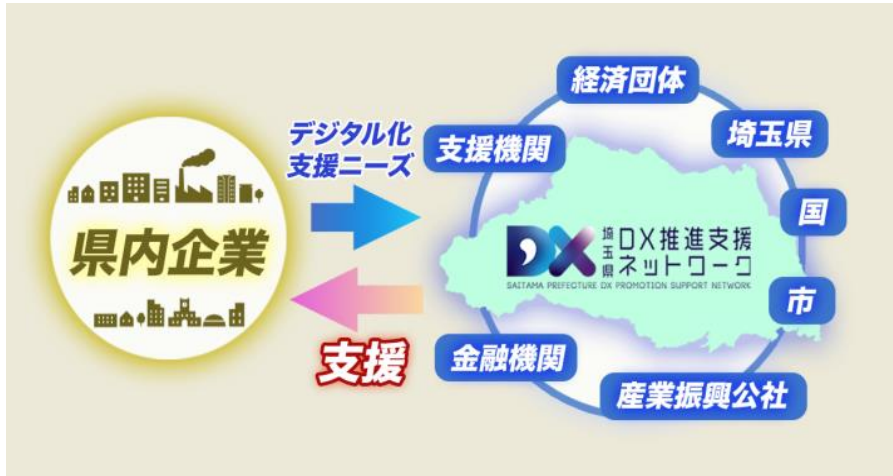 経済団体
デジタル化
支援ニーズ
支援機関
埼玉県
国
県内企業
DX
埼玉県
DX推進支援
ネットワーク
SAITAMA PREFECTURE DX PROMOTION SUPPORT NETWORK
市
支援
金融機関
産業振興公社